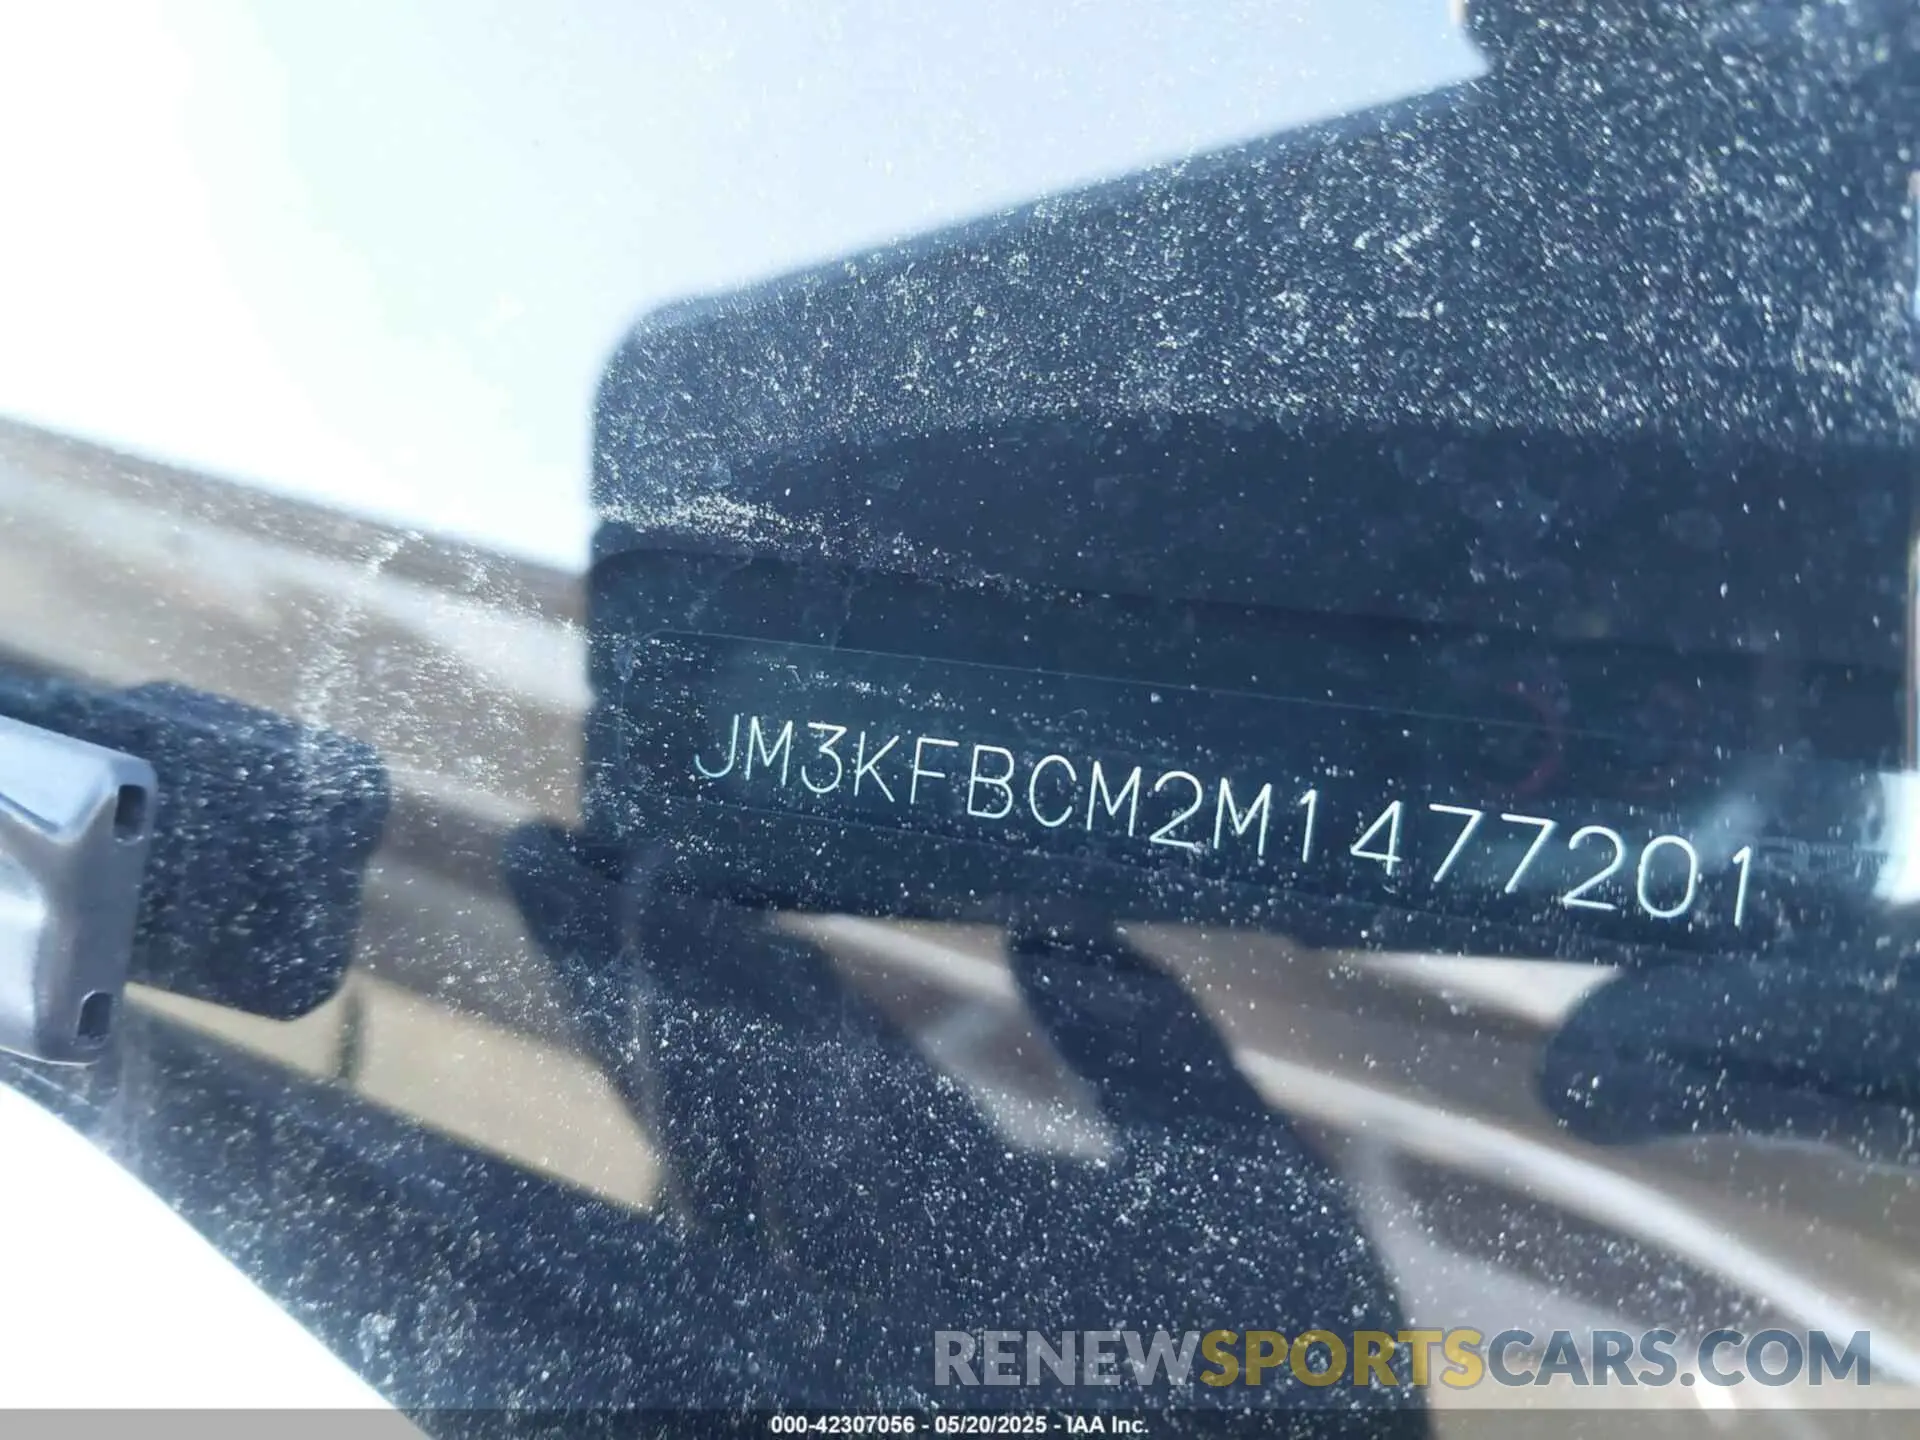 JM3KFBCM2M1477201
RENEWSPORTSCARS.COM
000-42307056 - 05/20/2025 - IAA Inc.